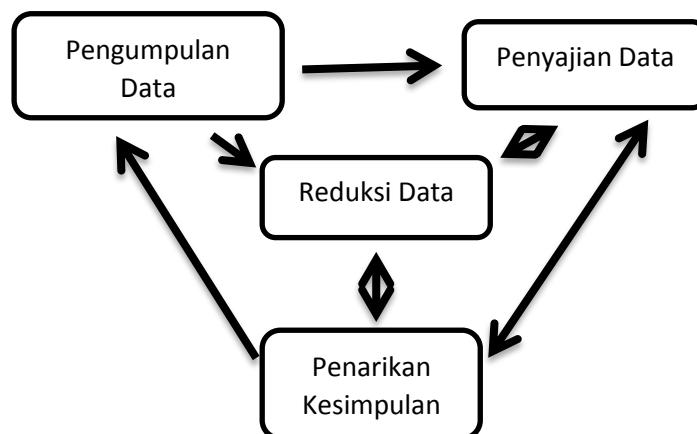 Pengumpulan
Data
Penyajian Data
Reduksi Data
Penarikan
Kesimpulan